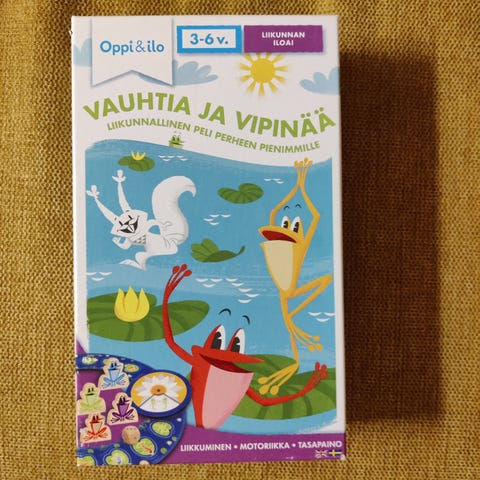 Oppi&ilo
3-6 v.
LIIKUNNAN
ILOA!
VAUHTIA JA VIPINÄÄ
LIIKUNNALLINEN PELI PERHEEN PIENIMMILLE
LIIKKUMINEN • MOTORIIKKA • TASAPAINO